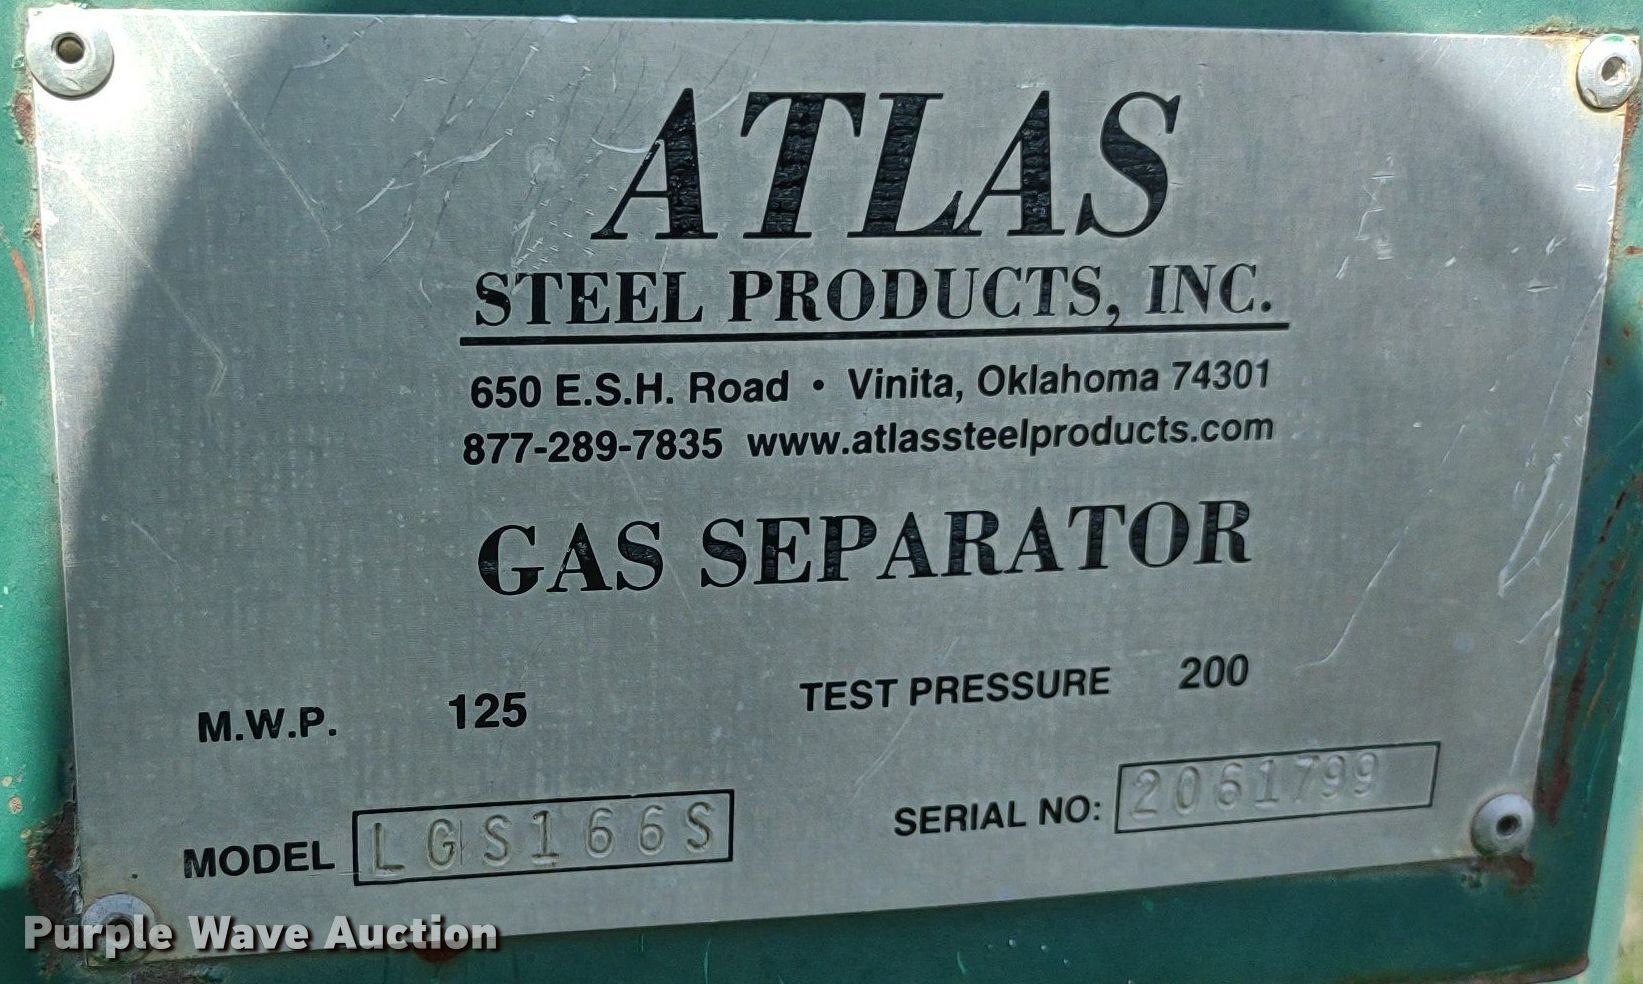 ATLAS
STEEL PRODUCTS, INC.
650 E.S.H. Road • Vinita, Oklahoma 74301
877-289-7835 www.atlassteelproducts.com
GAS SEPARATOR
M.W.P. 125 TEST PRESSURE 200
MODEL LGS166S SERIAL NO: 2061799
Purple Wave Auction